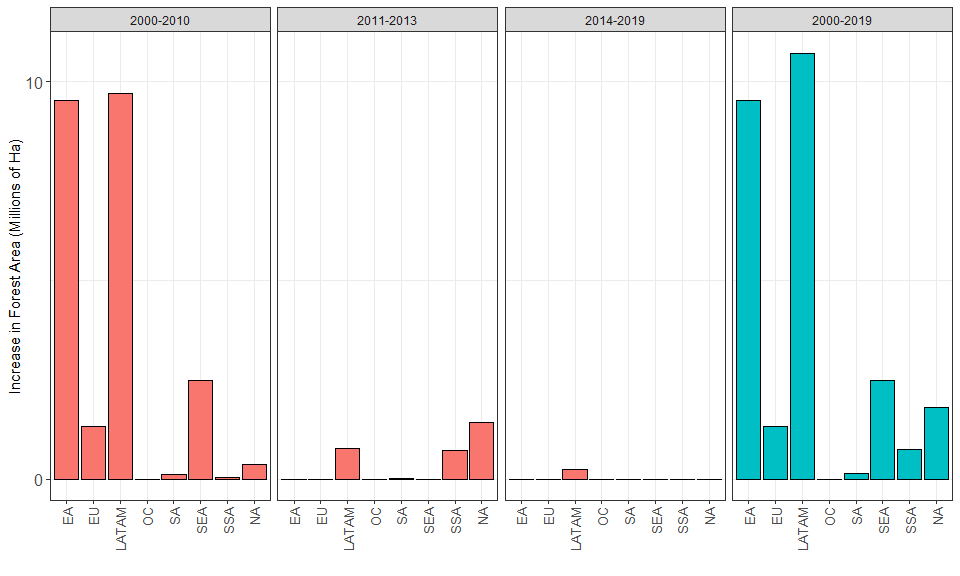 2000-2010
2011-2013
2014-2019
2000-2019
Increase in Forest Area (Millions of Ha)
10
0
EA
EU
LATAM
OC
SA
SEA
SSA
NA
EA
EU
LATAM
OC
SA
SEA
SSA
NA
EA
EU
LATAM
OC
SA
SEA
SSA
NA
EA
EU
LATAM
OC
SA
SEA
SSA
NA